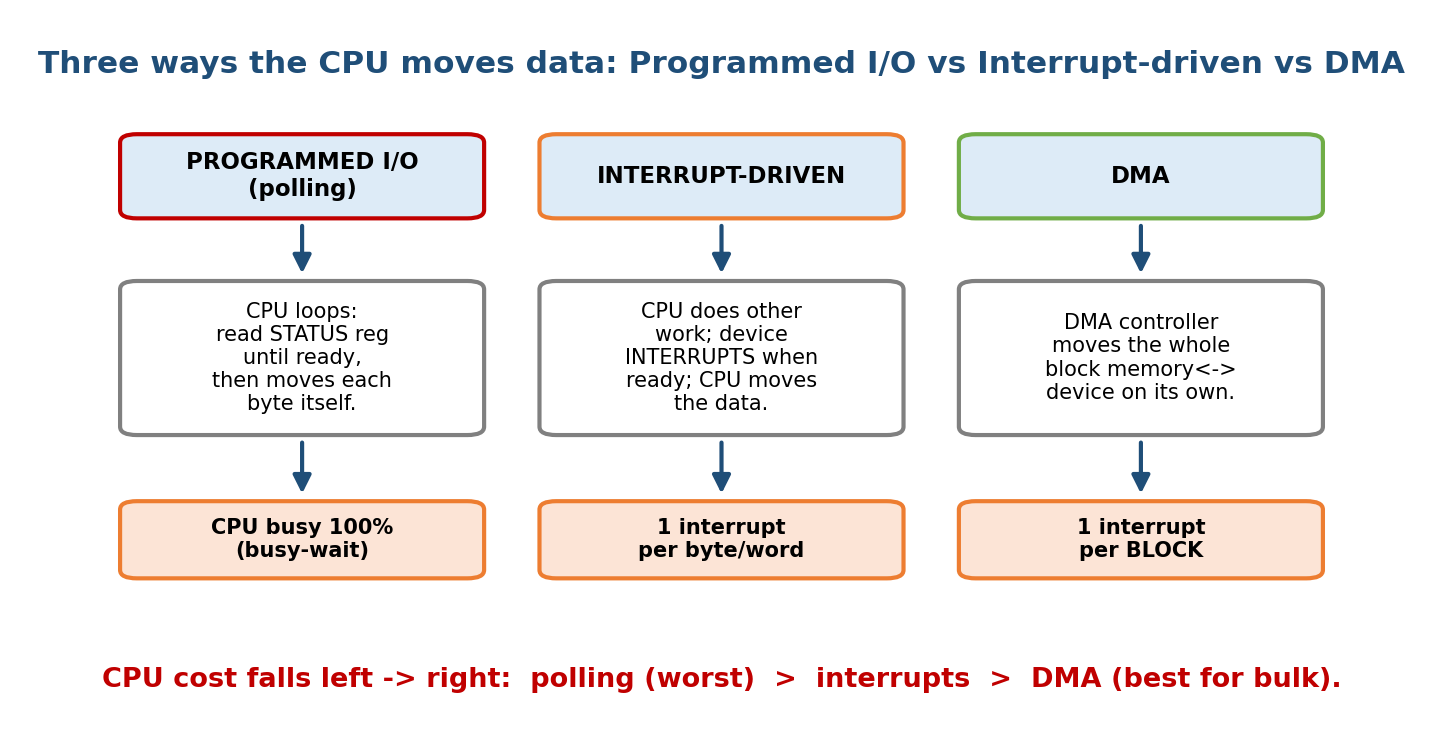 Three ways the CPU moves data: Programmed I/O vs Interrupt-driven vs DMA
PROGRAMMED I/O
(polling)
CPU loops:
read STATUS reg
until ready,
then moves each
byte itself.
CPU busy 100%
(busy-wait)
INTERRUPT-DRIVEN
CPU does other
work; device
INTERRUPTS when
ready; CPU moves
the data.
1 interrupt
per byte/word
DMA
DMA controller
moves the whole
block memory<->
device on its own.
1 interrupt
per BLOCK
CPU cost falls left -> right:  polling (worst)  >  interrupts  >  DMA (best for bulk).